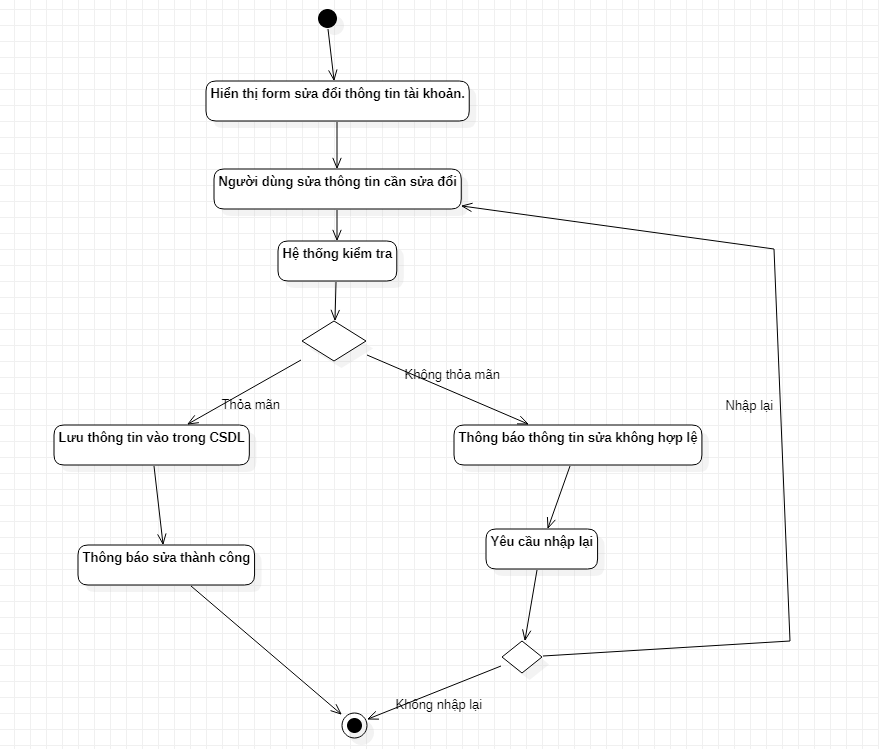 Hiển thị form sửa đổi thông tin tài khoản.
Người dùng sửa thông tin cần sửa đổi
Hệ thống kiểm tra
Không thỏa mãn
Thỏa mãn
Nhập lại
Lưu thông tin vào trong CSDL
Thông báo thông tin sửa không hợp lệ
Yêu cầu nhập lại
Thông báo sửa thành công
Không nhập lại